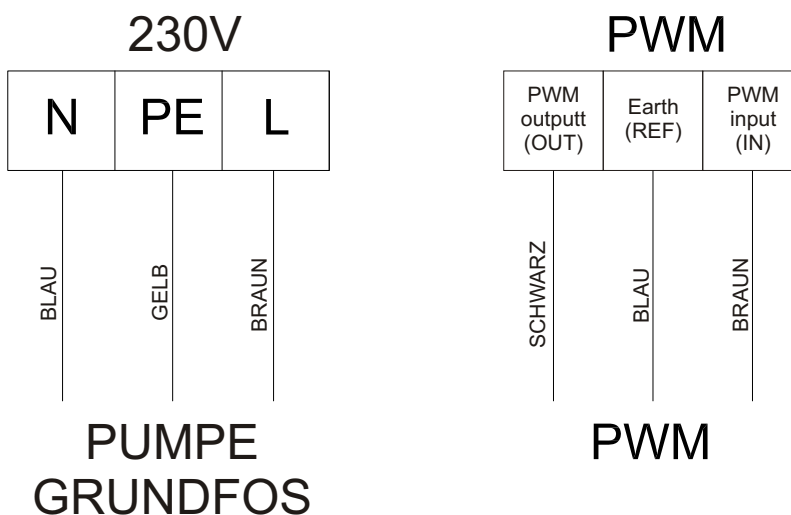 230V
N PE L
BLAU
GELB
BRAUN
PUMPE
GRUNDFOS
PWM
PWM
outputt
(OUT)
Earth
(REF)
PWM
input
(IN)
SCHWARZ
BLAU
BRAUN
PWM